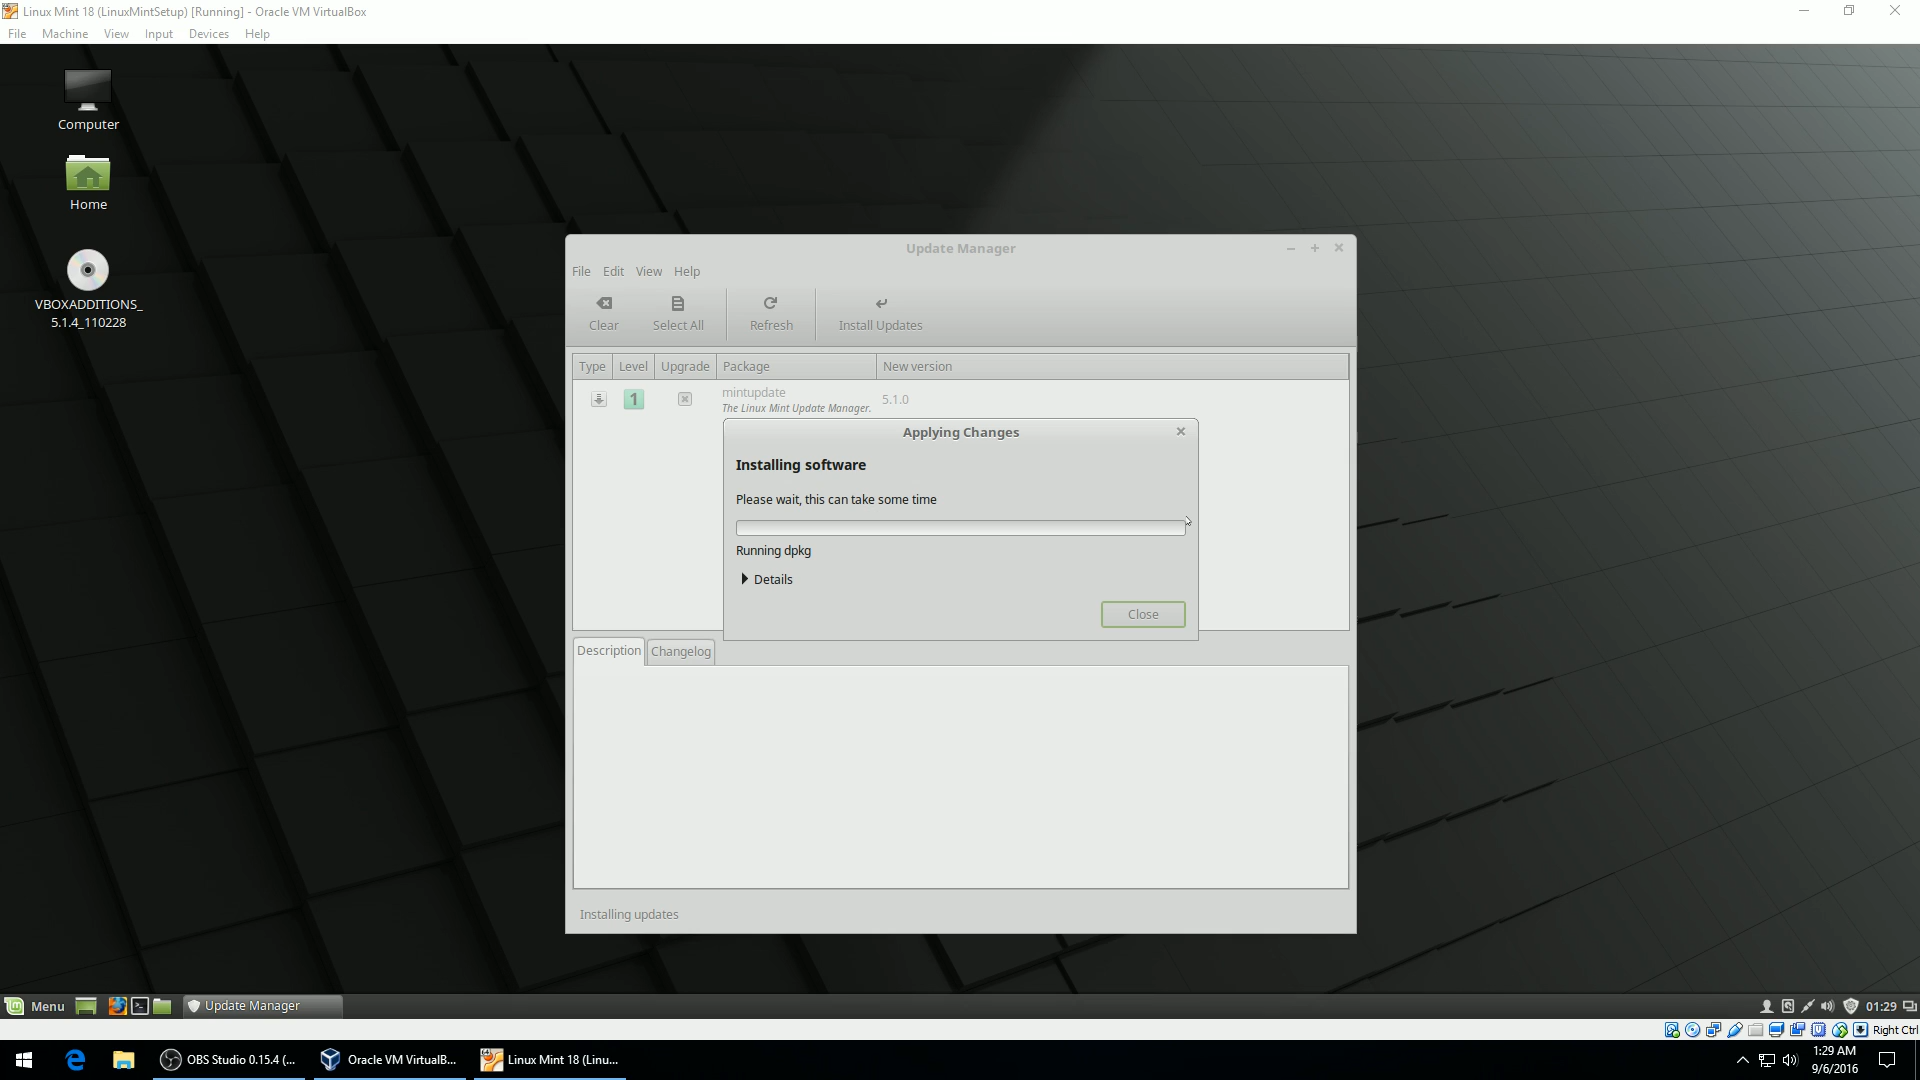 Linux Mint 18 (LinuxMintSetup) [Running] - Oracle VM VirtualBox
File Machine View Input Devices Help
Computer
Home
VBOXADDITIONS_
5.1.4_110228
Update Manager
File Edit View Help
Clear Select All Refresh Install Updates
Type Level Upgrade Package New version
1 mintupdate 5.1.0
The Linux Mint Update Manager.
Applying Changes
Installing software
Please wait, this can take some time
Running dpkg
Details
Close
Description Changelog
Installing updates
Menu Update Manager 01:29
Right Ctrl
OBS Studio 0.15.4 (... Oracle VM VirtualB... Linux Mint 18 (Linu... 1:29 AM
9/6/2016